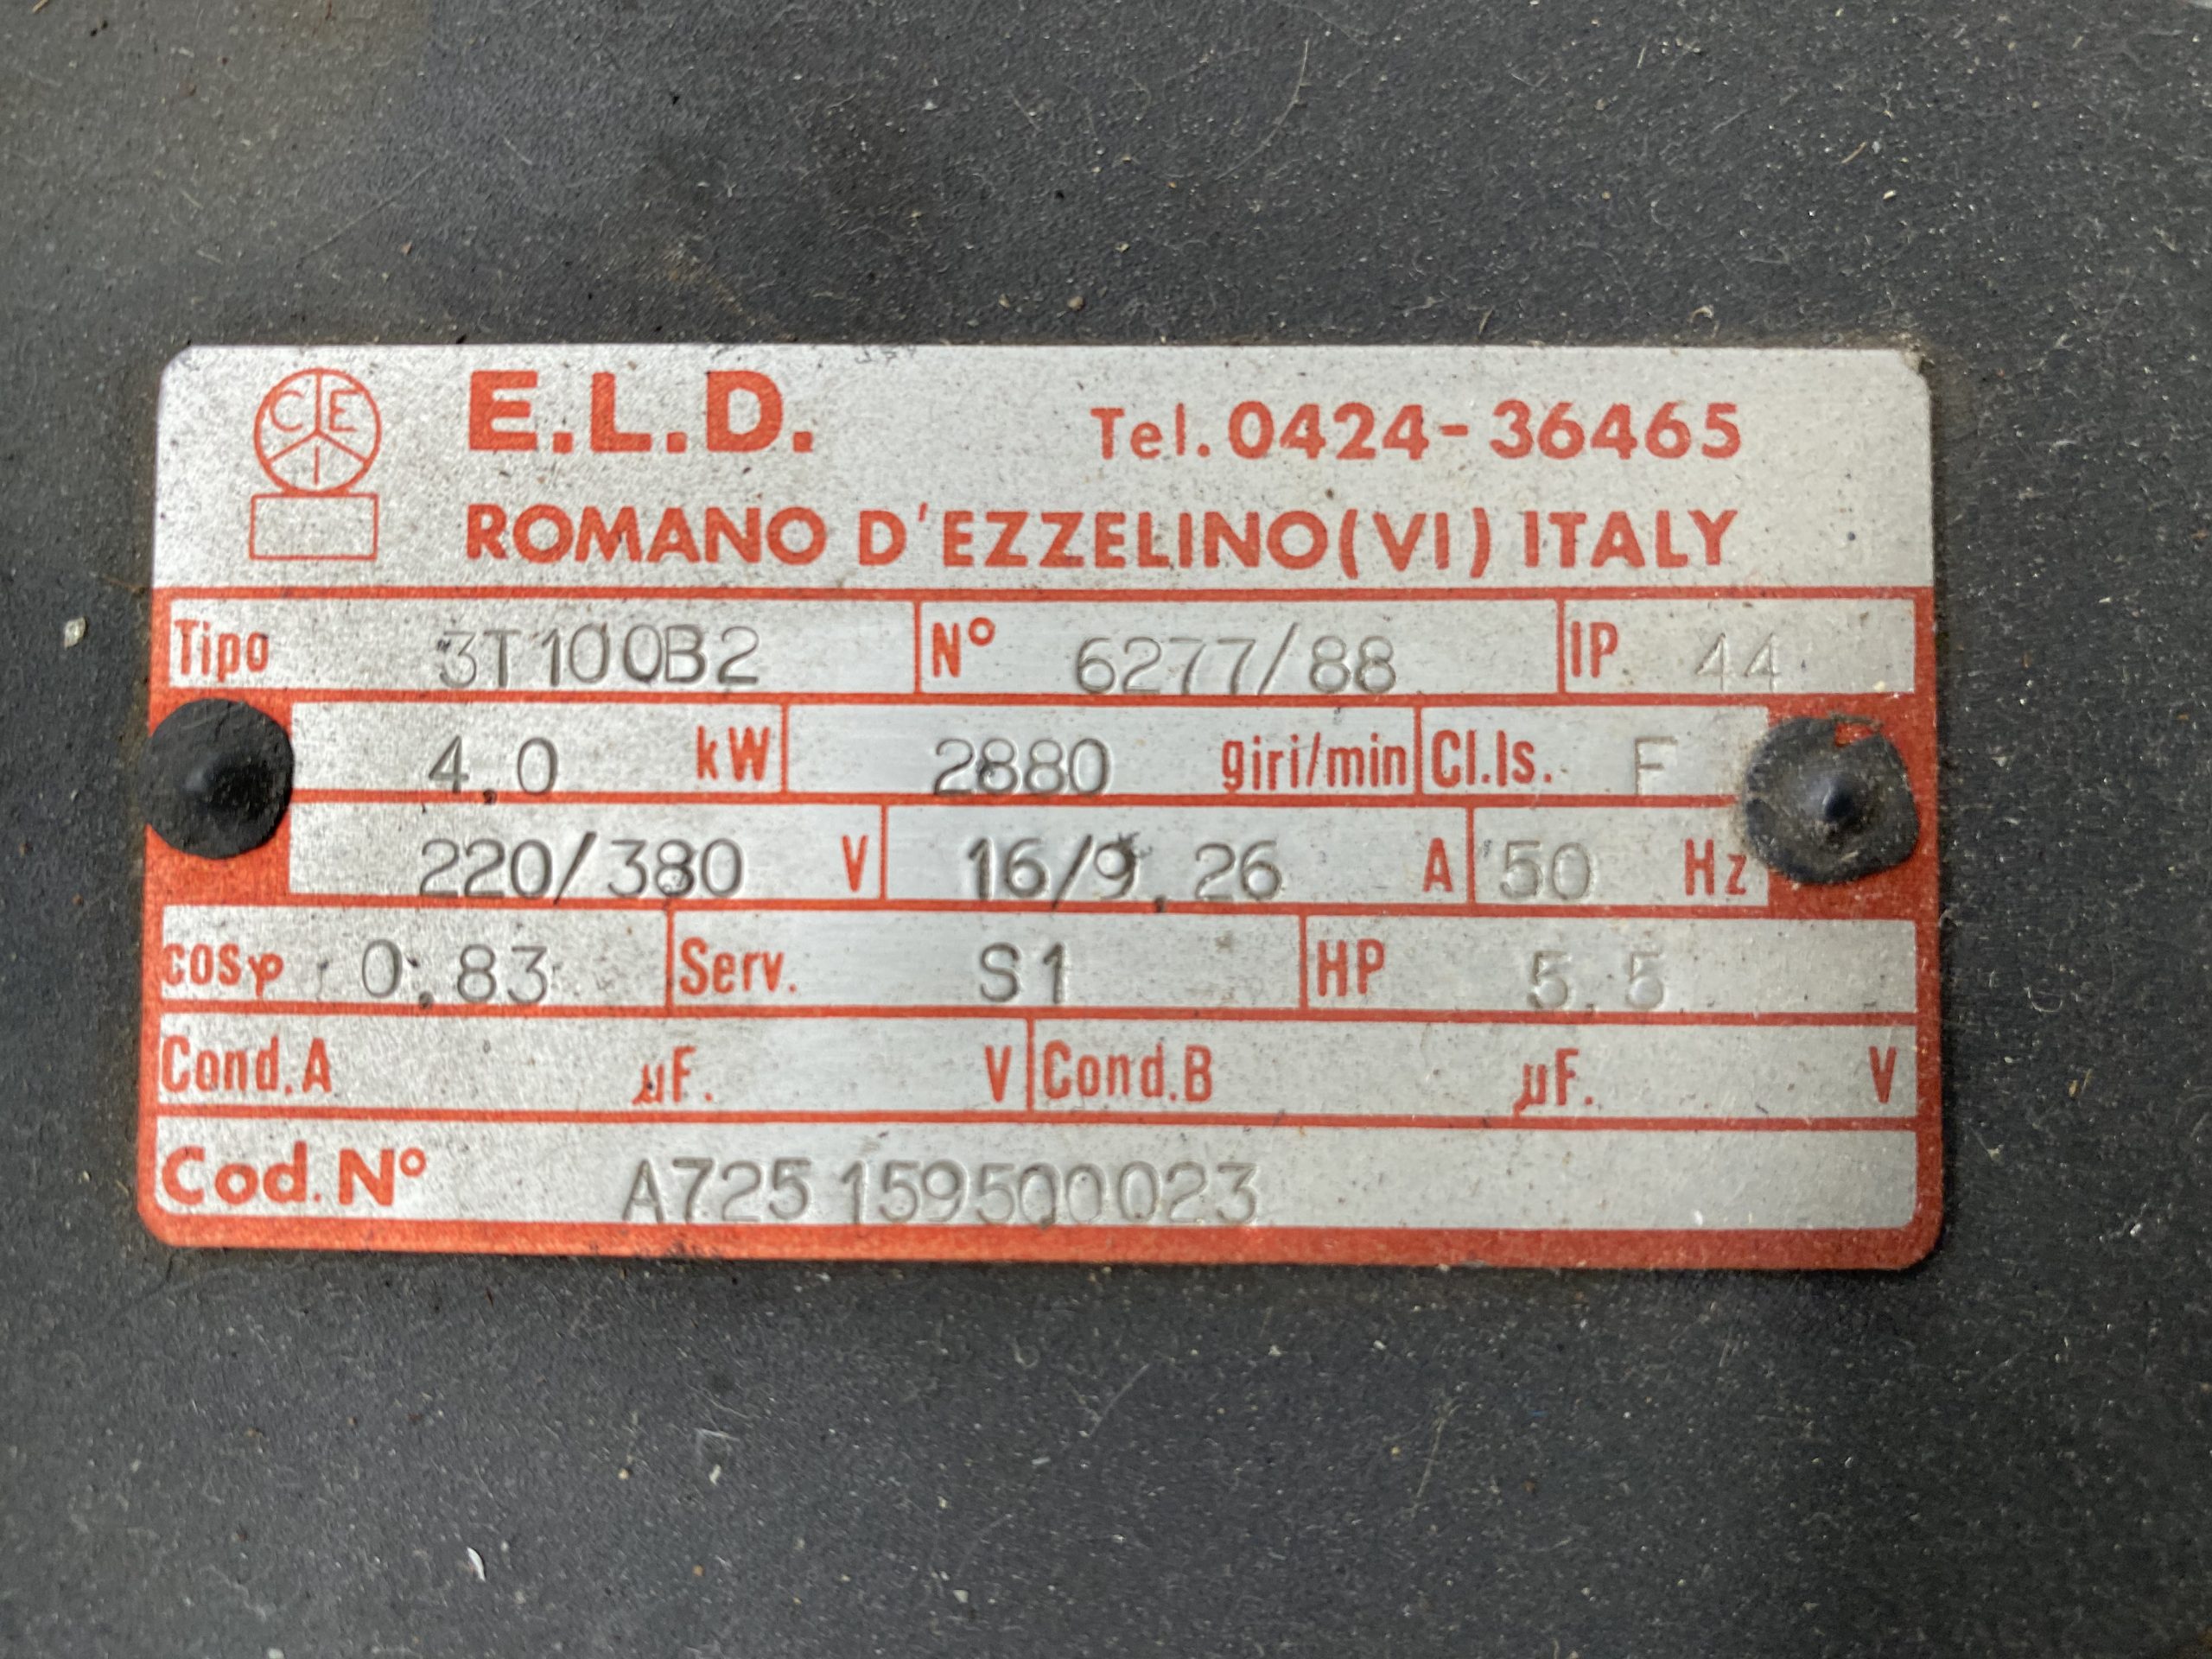 CEI
E.L.D. Tel. 0424-36465
ROMANO D'EZZELINO(VI) ITALY
Tipo 3T100B2 N° 6277/88 IP 44
4,0 kW 2880 giri/min Cl.Is. F
220/380 V 16/9,26 A 50 Hz
cosφ 0,83 Serv. S1 HP 5,5
Cond.A µF. V Cond.B µF. V
Cod.N° A725159500023